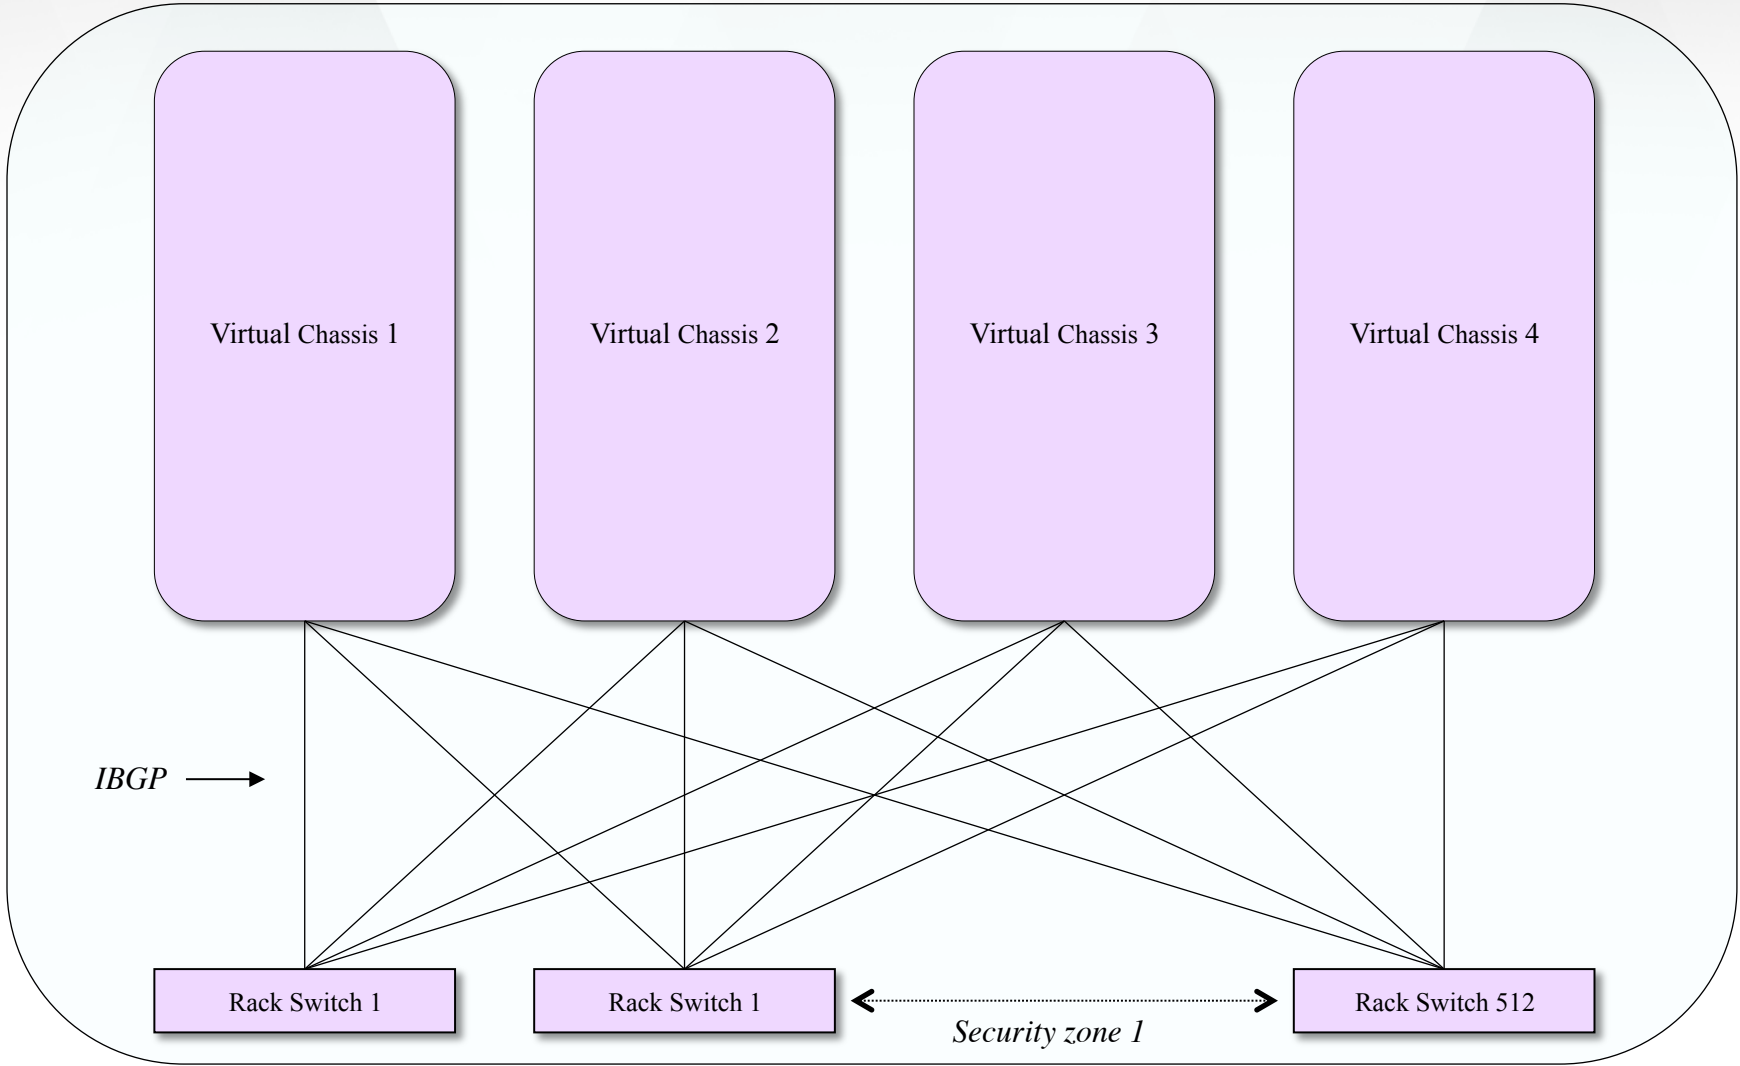 Virtual Chassis 1
Virtual Chassis 2
Virtual Chassis 3
Virtual Chassis 4
IBGP
Rack Switch 1
Rack Switch 1
Rack Switch 512
Security zone 1